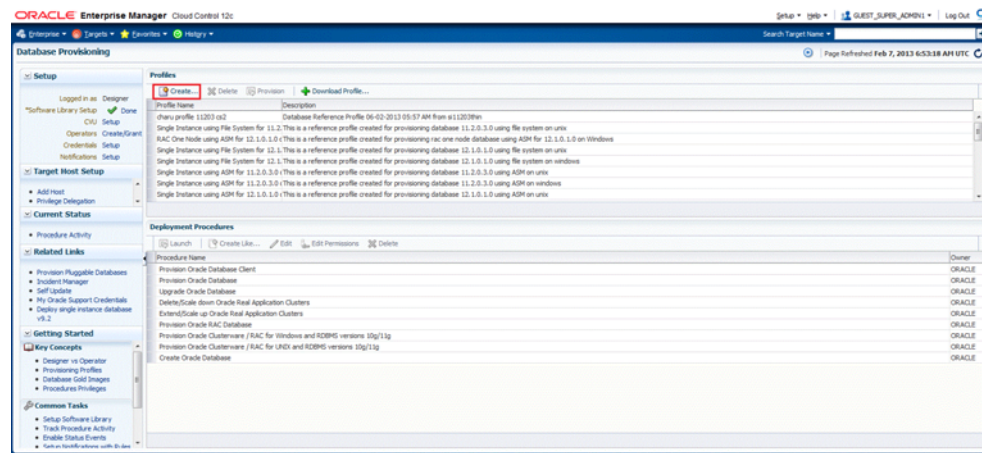 ORACLE Enterprise Manager Cloud Control 12c
Setup Help GUEST_SUPER_ADMIN1 Log Out
Enterprise Targets Favorites History Search Target Name
Database Provisioning Page Refreshed Feb 7, 2013 6:53:18 AM UTC
Setup
Logged in as Designer
*Software Library Setup Done
CVU Setup
Operators Create/Grant
Credentials Setup
Notifications Setup
Target Host Setup
Add Host
Privilege Delegation
Current Status
Procedure Activity
Related Links
Provision Pluggable Databases
Incident Manager
Self Update
My Oracle Support Credentials
Deploy single instance database v9.2
Getting Started
Key Concepts
Designer vs Operator
Provisioning Profiles
Database Gold Images
Procedures Privileges
Common Tasks
Setup Software Library
Track Procedure Activity
Enable Status Events
Setup Notifications with Rules
Profiles
Create... Delete Provision Download Profile...
Profile Name Description
charu profile 11203 cs2 Database Reference Profile 06-02-2013 05:57 AM from si11203thin
Single Instance using File System for 11.2. This is a reference profile created for provisioning database 11.2.0.3.0 using file system on unix
RAC One Node using ASM for 12.1.0.1.0 ( This is a reference profile created for provisioning rac one node database using ASM for 12.1.0.1.0 on Windows
Single Instance using File System for 12.1. This is a reference profile created for provisioning database 12.1.0.1.0 using file system on unix
Single Instance using File System for 12.1. This is a reference profile created for provisioning database 12.1.0.1.0 using file system on windows
Single Instance using ASM for 11.2.0.3.0 ( This is a reference profile created for provisioning database 11.2.0.3.0 using ASM on unix
Single Instance using ASM for 11.2.0.3.0 ( This is a reference profile created for provisioning database 11.2.0.3.0 using ASM on windows
Single Instance using ASM for 12.1.0.1.0 ( This is a reference profile created for provisioning database 12.1.0.1.0 using ASM on unix
Deployment Procedures
Launch Create Like... Edit Edit Permissions Delete
Procedure Name Owner
Provision Oracle Database Client ORACLE
Provision Oracle Database ORACLE
Upgrade Oracle Database ORACLE
Delete/Scale down Oracle Real Application Clusters ORACLE
Extend/Scale up Oracle Real Application Clusters ORACLE
Provision Oracle RAC Database ORACLE
Provision Oracle Clusterware / RAC for Windows and RDBMS versions 10g/11g ORACLE
Provision Oracle Clusterware / RAC for UNIX and RDBMS versions 10g/11g ORACLE
Create Oracle Database ORACLE